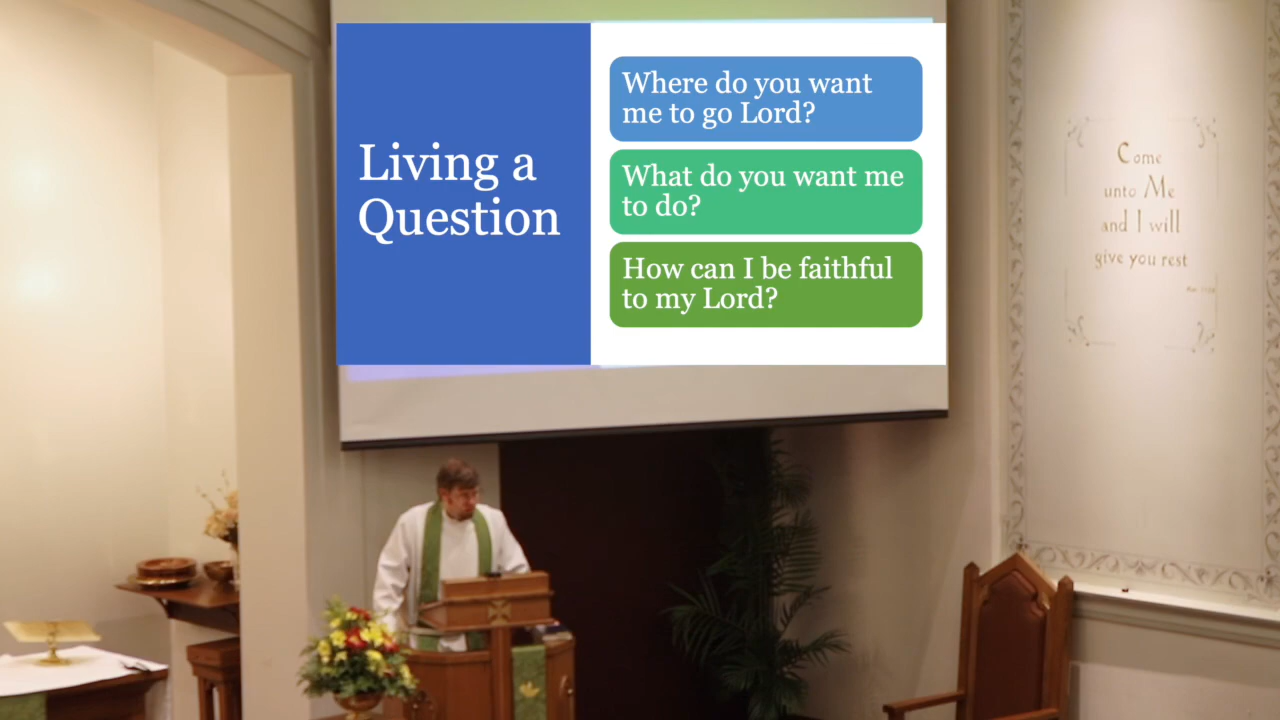 Living a
Question
Where do you want
me to go Lord?
What do you want me
to do?
How can I be faithful
to my Lord?
Come
unto Me
and I will
give you rest